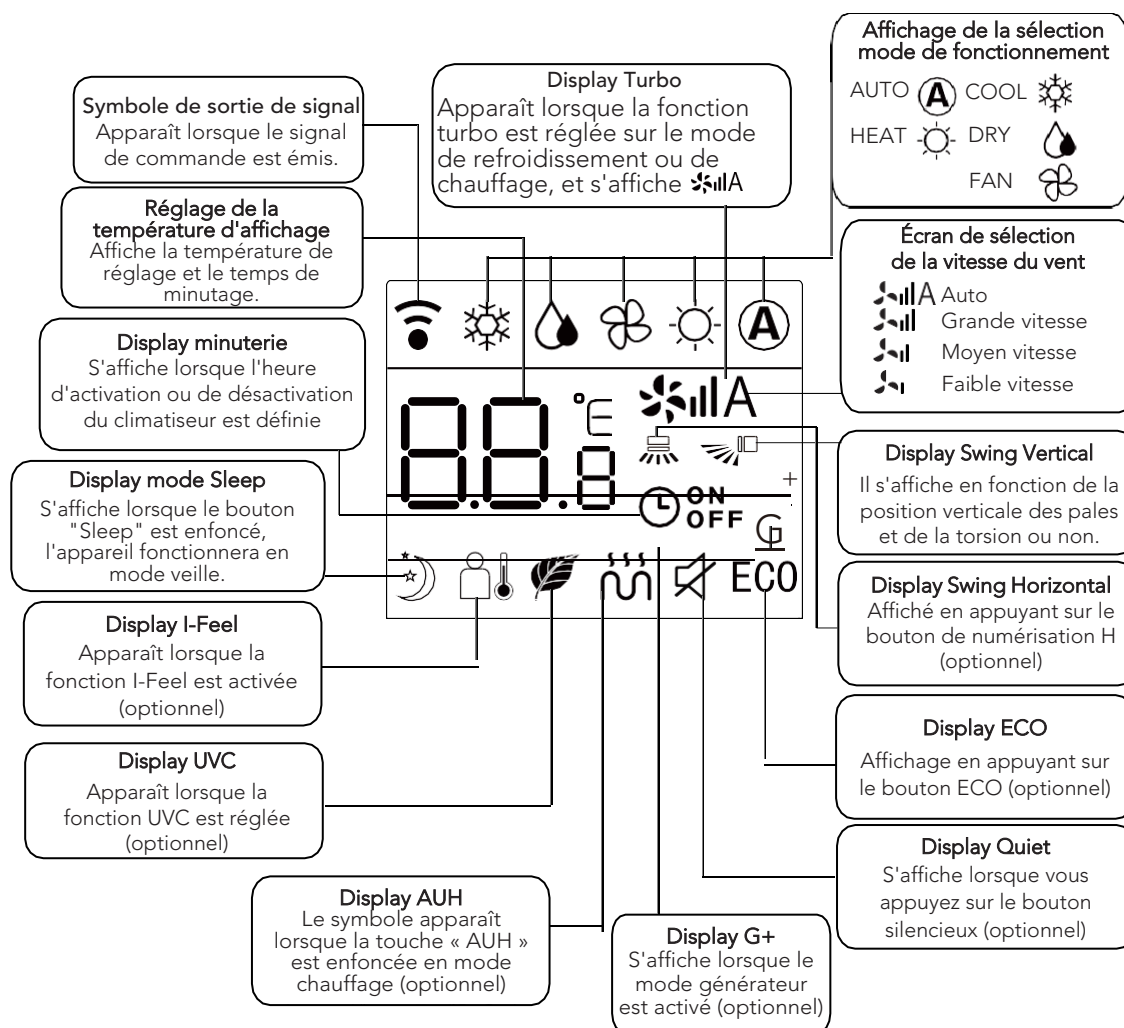 Affichage de la sélection
mode de fonctionnement
AUTO A COOL
HEAT DRY
FAN
Display Turbo
Apparaît lorsque la fonction
turbo est réglée sur le mode
de refroidissement ou de
chauffage, et s'affiche A
Symbole de sortie de signal
Apparaît lorsque le signal
de commande est émis.
Réglage de la
température d'affichage
Affiche la température de
réglage et le temps de
minutage.
Écran de sélection
de la vitesse du vent
A Auto
Grande vitesse
Moyen vitesse
Faible vitesse
Display minuterie
S'affiche lorsque l'heure
d'activation ou de désactivation
du climatiseur est définie
A
88.8 °E
A
ON
OFF
+
G
ECO
Display mode Sleep
S'affiche lorsque le bouton
"Sleep" est enfoncé,
l'appareil fonctionnera en
mode veille.
Display Swing Vertical
Il s'affiche en fonction de la
position verticale des pales
et de la torsion ou non.
Display Swing Horizontal
Affiché en appuyant sur le
bouton de numérisation H
(optionnel)
Display I-Feel
Apparaît lorsque la
fonction I-Feel est activée
(optionnel)
Display ECO
Affichage en appuyant sur
le bouton ECO (optionnel)
Display UVC
Apparaît lorsque la
fonction UVC est réglée
(optionnel)
Display Quiet
S'affiche lorsque vous
appuyez sur le bouton
silencieux (optionnel)
Display AUH
Le symbole apparaît
lorsque la touche « AUH »
est enfoncée en mode
chauffage (optionnel)
Display G+
S'affiche lorsque le
mode générateur
est activé (optionnel)